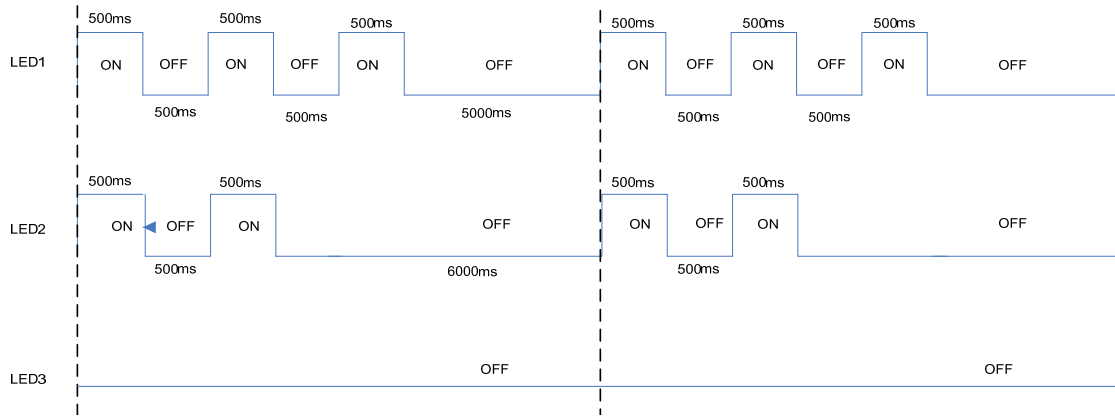 500ms 500ms 500ms 500ms 500ms 500ms
LED1 ON OFF ON OFF ON OFF ON OFF ON OFF ON OFF
500ms 500ms 5000ms 500ms 500ms
500ms 500ms 500ms 500ms
LED2 ON OFF ON OFF ON OFF ON OFF
500ms 6000ms 500ms
LED3 OFF OFF